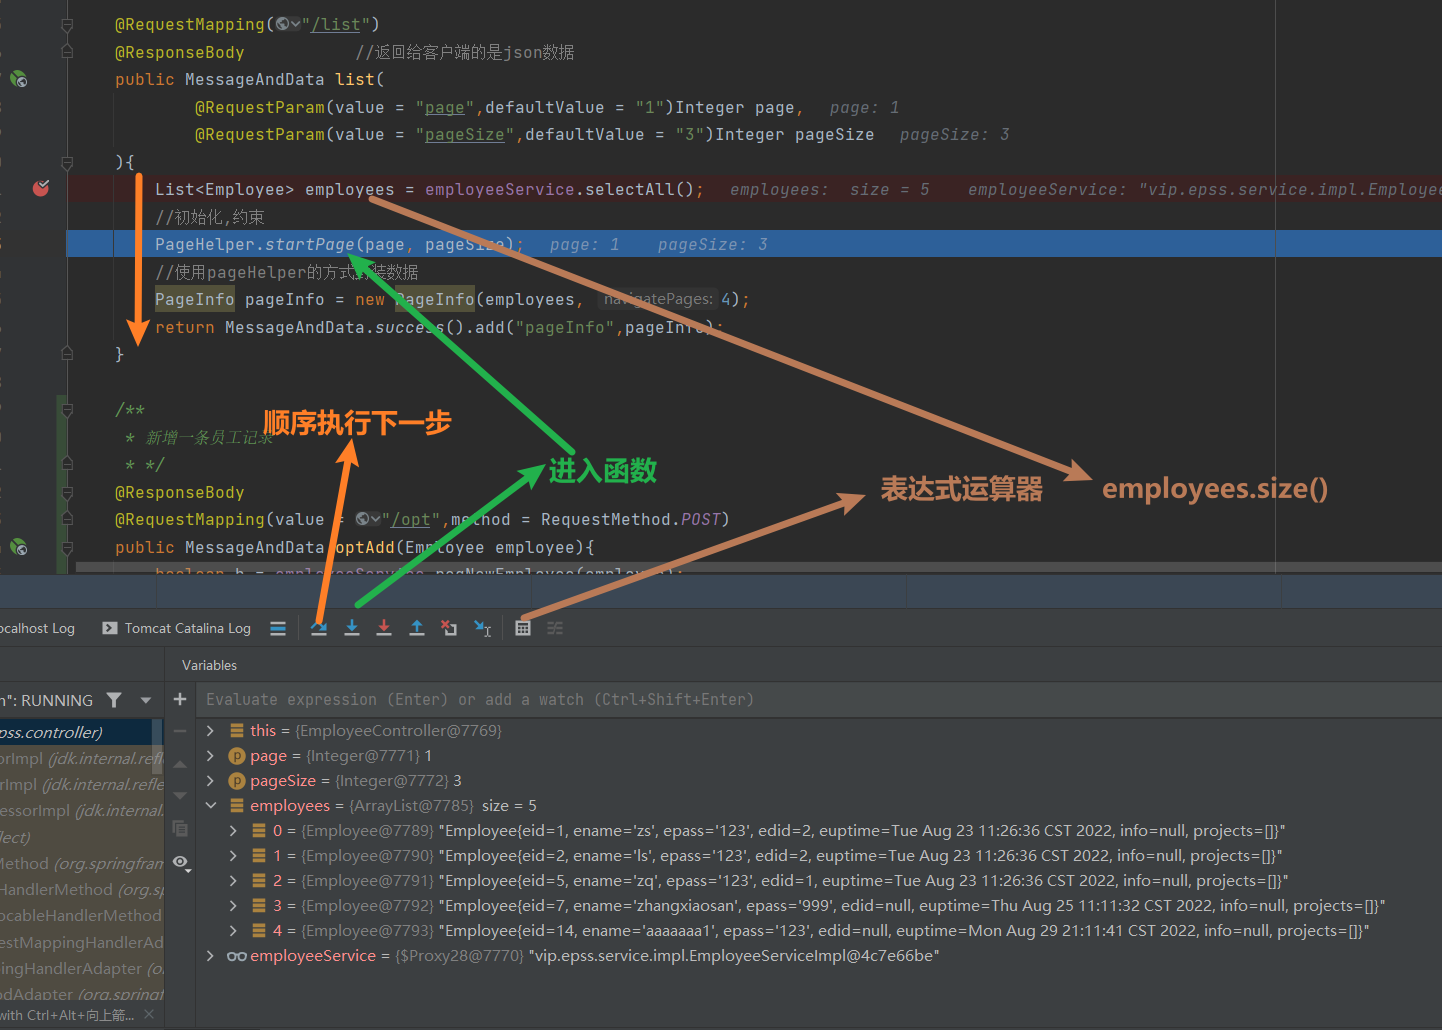 @RequestMapping("/list")
@ResponseBody //返回给客户端的是json数据
public MessageAndData list(
@RequestParam(value = "page",defaultValue = "1")Integer page, page: 1
@RequestParam(value = "pageSize",defaultValue = "3")Integer pageSize pageSize: 3
){
List<Employee> employees = employeeService.selectAll(); employees: size = 5 employeeService: "vip.epss.service.impl.Employee
//初始化,约束
PageHelper.startPage(page, pageSize); page: 1 pageSize: 3
//使用pageHelper的方式封装数据
PageInfo pageInfo = new PageInfo(employees, navigatePages: 4);
return MessageAndData.success().add("pageInfo",pageInfo);
}
/**
顺序执行下一步
* 新增一条员工记录
* */
进入函数
表达式运算器 employees.size()
@ResponseBody
@RequestMapping(value = "/opt",method = RequestMethod.POST)
public MessageAndData optAdd(Employee employee){
ocalhost Log Tomcat Catalina Log
Variables
n": RUNNING
Evaluate expression (Enter) or add a watch (Ctrl+Shift+Enter)
pss.controller)
orImpl (jdk.internal.refle
rImpl (jdk.internal.refle
essorImpl (jdk.internal.
flect)
Method (org.springfram
HandlerMethod (org.sp
ocableHandlerMethod
estMappingHandlerAd
pingHandlerAdapter (o
odAdapter (org.springf
with Ctrl+Alt+向上箭...
this = {EmployeeController@7769}
page = {Integer@7771} 1
pageSize = {Integer@7772} 3
employees = {ArrayList@7785} size = 5
0 = {Employee@7789} "Employee{eid=1, ename='zs', epass='123', edid=2, euptime=Tue Aug 23 11:26:36 CST 2022, info=null, projects=[]}"
1 = {Employee@7790} "Employee{eid=2, ename='ls', epass='123', edid=2, euptime=Tue Aug 23 11:26:36 CST 2022, info=null, projects=[]}"
2 = {Employee@7791} "Employee{eid=5, ename='zq', epass='123', edid=1, euptime=Tue Aug 23 11:26:36 CST 2022, info=null, projects=[]}"
3 = {Employee@7792} "Employee{eid=7, ename='zhangxiaosan', epass='999', edid=null, euptime=Thu Aug 25 11:11:32 CST 2022, info=null, projects=[]}"
4 = {Employee@7793} "Employee{eid=14, ename='aaaaaaa1', epass='123', edid=null, euptime=Mon Aug 29 21:11:41 CST 2022, info=null, projects=[]}"
employeeService = {$Proxy28@7770} "vip.epss.service.impl.EmployeeServiceImpl@4c7e66be"